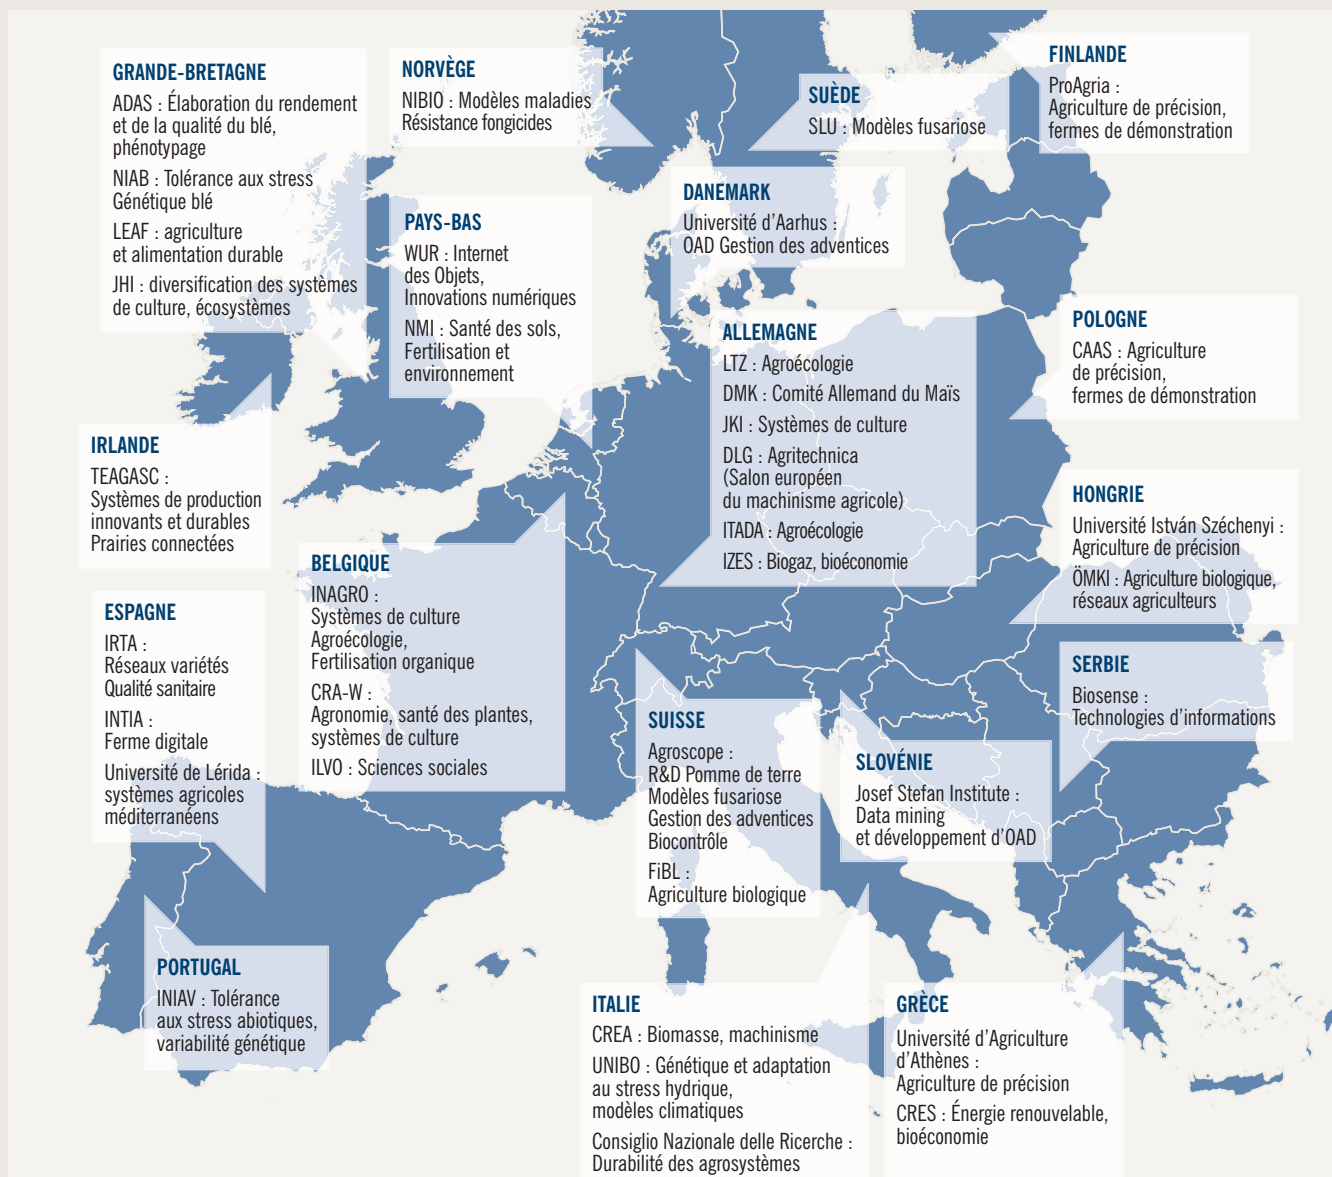 GRANDE-BRETAGNE
ADAS : Élaboration du rendement
et de la qualité du blé,
phénotypage
NIAB : Tolérance aux stress
Génétique blé
LEAF : agriculture
et alimentation durable
JHI : diversification des systèmes
de culture, écosystèmes
NORVÈGE
NIBIO : Modèles maladies
Résistance fongicides
SUÈDE
SLU : Modèles fusariose
FINLANDE
ProAgria :
Agriculture de précision,
fermes de démonstration
DANEMARK
Université d'Aarhus :
OAD Gestion des adventices
PAYS-BAS
WUR : Internet
des Objets,
Innovations numériques
NMI : Santé des sols,
Fertilisation et
environnement
ALLEMAGNE
LTZ : Agroécologie
DMK : Comité Allemand du Maïs
JKI : Systèmes de culture
DLG : Agritechnica
(Salon européen
du machinisme agricole)
ITADA : Agroécologie
IZES : Biogaz, bioéconomie
POLOGNE
CAAS : Agriculture
de précision,
fermes de démonstration
IRLANDE
TEAGASC :
Systèmes de production
innovants et durables
Prairies connectées
HONGRIE
Université István Széchenyi :
Agriculture de précision
ÖMKI : Agriculture biologique,
réseaux agriculteurs
BELGIQUE
INAGRO :
Systèmes de culture
Agroécologie,
Fertilisation organique
CRA-W :
Agronomie, santé des plantes,
systèmes de culture
ILVO : Sciences sociales
ESPAGNE
IRTA :
Réseaux variétés
Qualité sanitaire
INTIA :
Ferme digitale
Université de Lérida :
systèmes agricoles
méditerranéens
SERBIE
Biosense :
Technologies d'informations
SUISSE
Agroscope :
R&D Pomme de terre
Modèles fusariose
Gestion des adventices
Biocontrôle
FiBL :
Agriculture biologique
SLOVÉNIE
Josef Stefan Institute :
Data mining
et développement d'OAD
PORTUGAL
INIAV : Tolérance
aux stress abiotiques,
variabilité génétique
ITALIE
CREA : Biomasse, machinisme
UNIBO : Génétique et adaptation
au stress hydrique,
modèles climatiques
Consiglio Nazionale delle Ricerche :
Durabilité des agrosystèmes
GRÈCE
Université d'Agriculture
d'Athènes :
Agriculture de précision
CRES : Énergie renouvelable,
bioéconomie